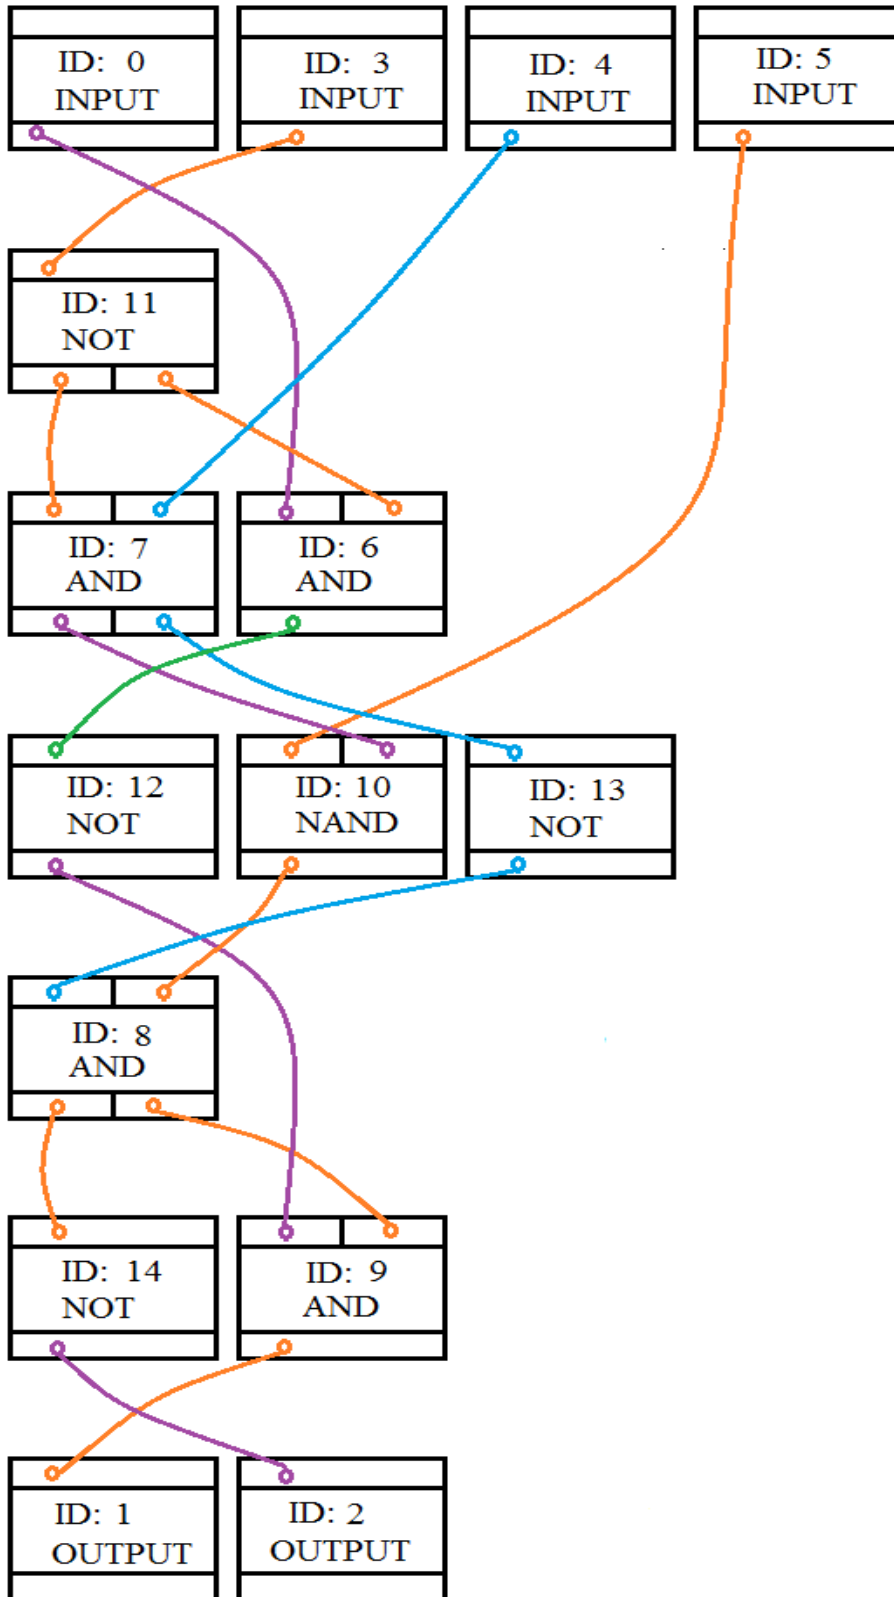 ID: 0
INPUT
ID: 3
INPUT
ID: 4
INPUT
ID: 5
INPUT
ID: 11
NOT
ID: 7
AND
ID: 6
AND
ID: 12
NOT
ID: 10
NAND
ID: 13
NOT
ID: 8
AND
ID: 14
NOT
ID: 9
AND
ID: 1
OUTPUT
ID: 2
OUTPUT